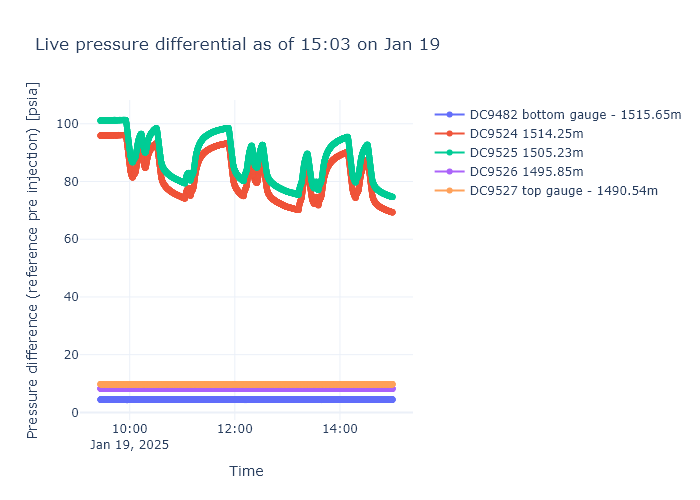 Live pressure differential as of 15:03 on Jan 19
Pressure difference (reference pre injection) [psia]
100
80
60
40
20
0
10:00
Jan 19, 2025
12:00
14:00
Time
DC9482 bottom gauge - 1515.65m
DC9524 1514.25m
DC9525 1505.23m
DC9526 1495.85m
DC9527 top gauge - 1490.54m